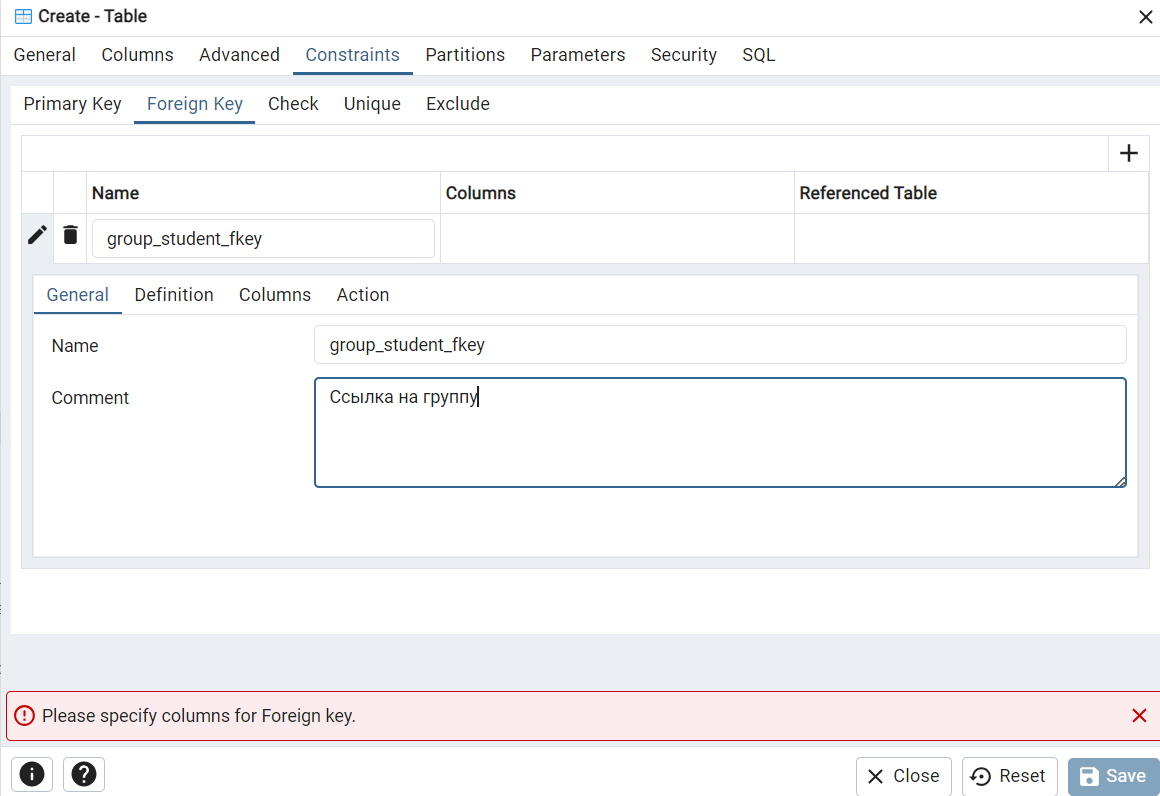 Create - Table
General Columns Advanced Constraints Partitions Parameters Security SQL
Primary Key Foreign Key Check Unique Exclude
Name Columns Referenced Table
group_student_fkey
General Definition Columns Action
Name group_student_fkey
Comment Ссылка на группу
Please specify columns for Foreign key.
Close Reset Save